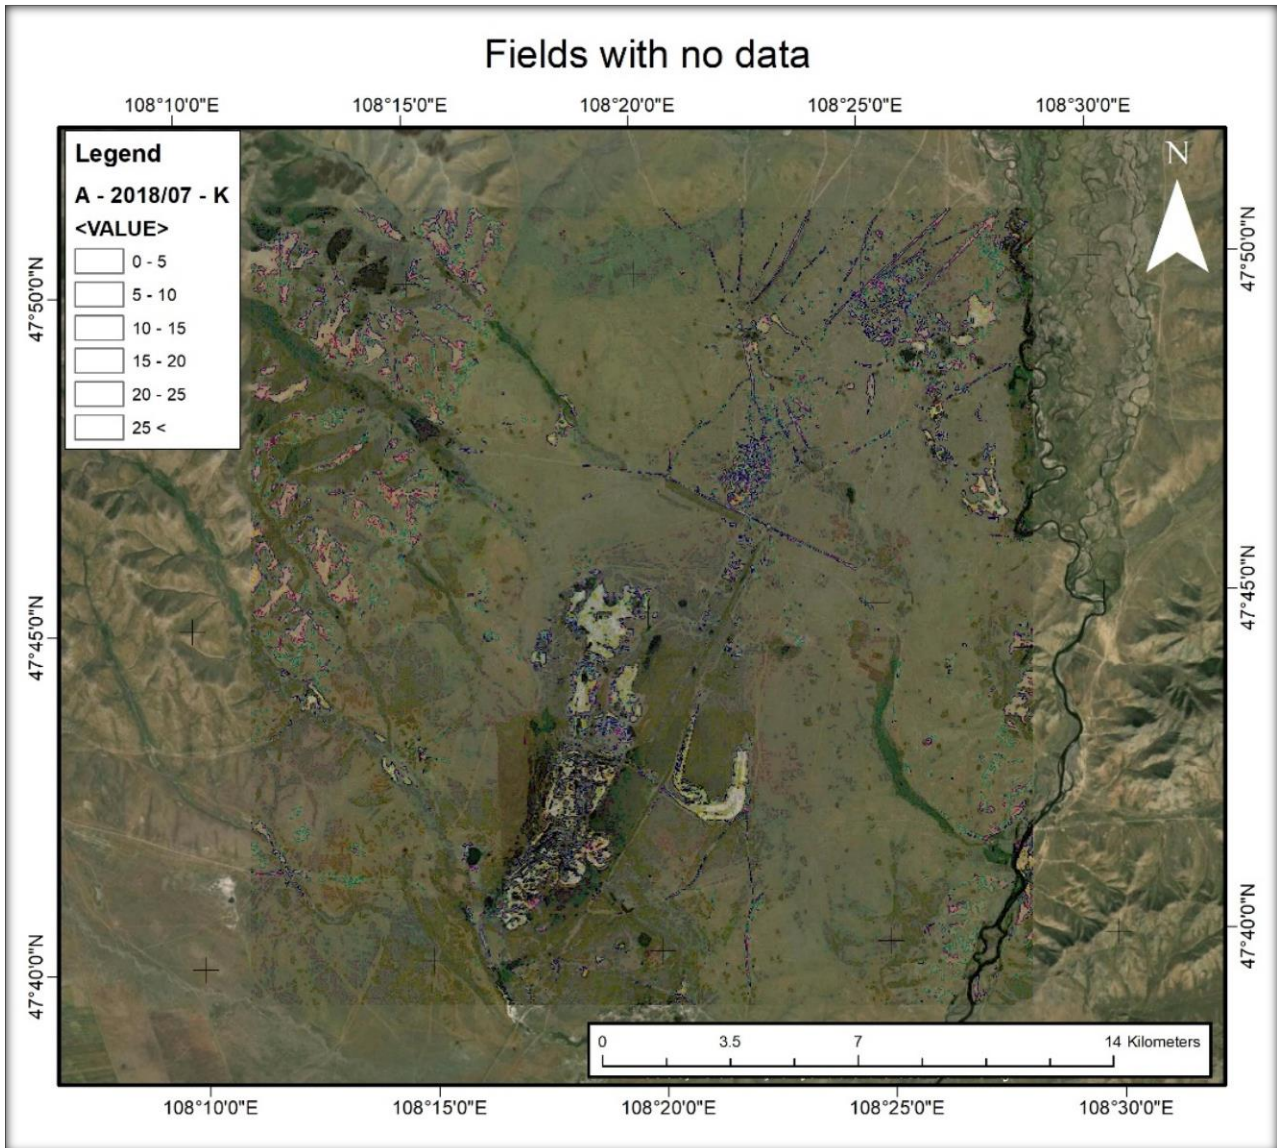 Fields with no data
108°10'0"E 108°15'0"E 108°20'0"E 108°25'0"E 108°30'0"E
Legend
A - 2018/07 - K
<VALUE>
0 - 5
5 - 10
10 - 15
15 - 20
20 - 25
25 <
N
47°50'0"N
47°45'0"N
47°40'0"N
47°50'0"N
47°45'0"N
47°40'0"N
0 3.5 7 14 Kilometers
108°10'0"E 108°15'0"E 108°20'0"E 108°25'0"E 108°30'0"E